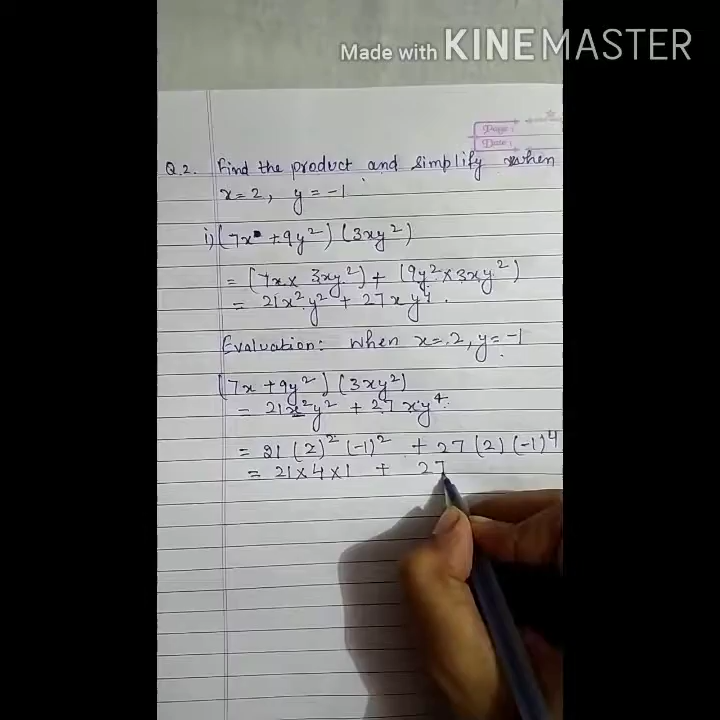 Made with KINEMASTER
Page:
Date:
Q.2. Find the product and simplify when
x=2, y=-1
i) (7x + 9y²) (3xy²)
= (7x × 3xy²) + (9y² × 3xy²)
= 21x²y² + 27xy⁴.
Evaluation: When x=2, y=-1
(7x + 9y²) (3xy²)
= 21x²y² + 27xy⁴.
= 21(2)²(-1)² + 27(2)(-1)⁴
= 21×4×1 + 27